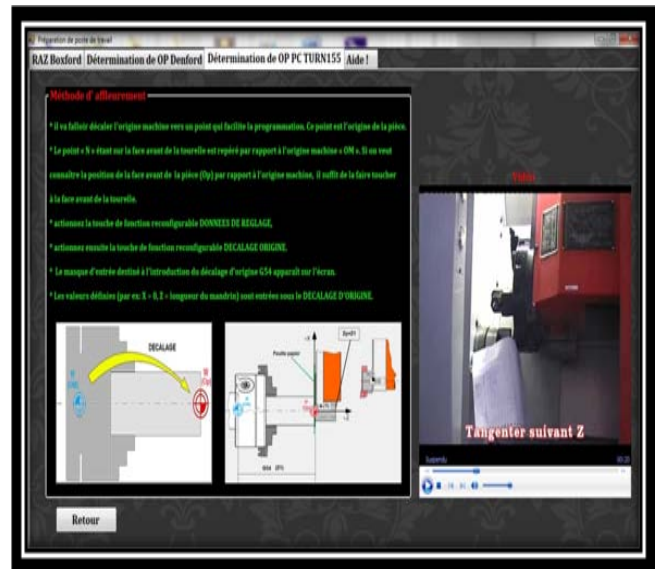 Préparation de poste de travail
RAZ Boxford Détermination de OP Denford Détermination de OP PC TURN155 Aide !
Méthode d' affleurement
* il va falloir décaler l'origine machine vers un point qui facilite la programmation. Ce point est l'origine de la pièce.
* Le point « N » étant sur la face avant de la tourelle est repéré par rapport à l'origine machine « OM ». Si on veut
connaître la position de la face avant de la pièce (Op) par rapport à l'origine machine, il suffit de la faire toucher
à la face avant de la tourelle.
* actionnez la touche de fonction reconfigurable DONNEES DE REGLAGE,
* actionnez ensuite la touche de fonction reconfigurable DECALAGE ORIGINE.
* Le masque d'entrée destiné à l'introduction du décalage d'origine G54 apparaît sur l'écran.
* Les valeurs définies (par ex: X = 0, Z = longueur du mandrin) sont entrées sous le DECALAGE D'ORIGINE.
Vidéo
DECALAGE
Feuille papier
Tangenter suivant Z
Suspendu
00:20
Retour